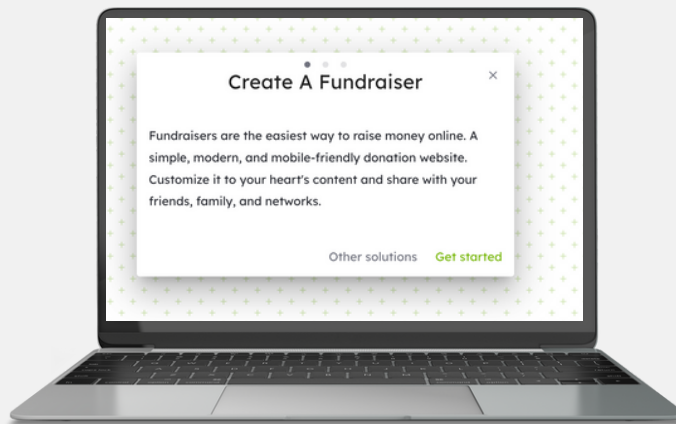 Create A Fundraiser
×
Fundraisers are the easiest way to raise money online. A
simple, modern, and mobile-friendly donation website.
Customize it to your heart's content and share with your
friends, family, and networks.
Other solutions Get started